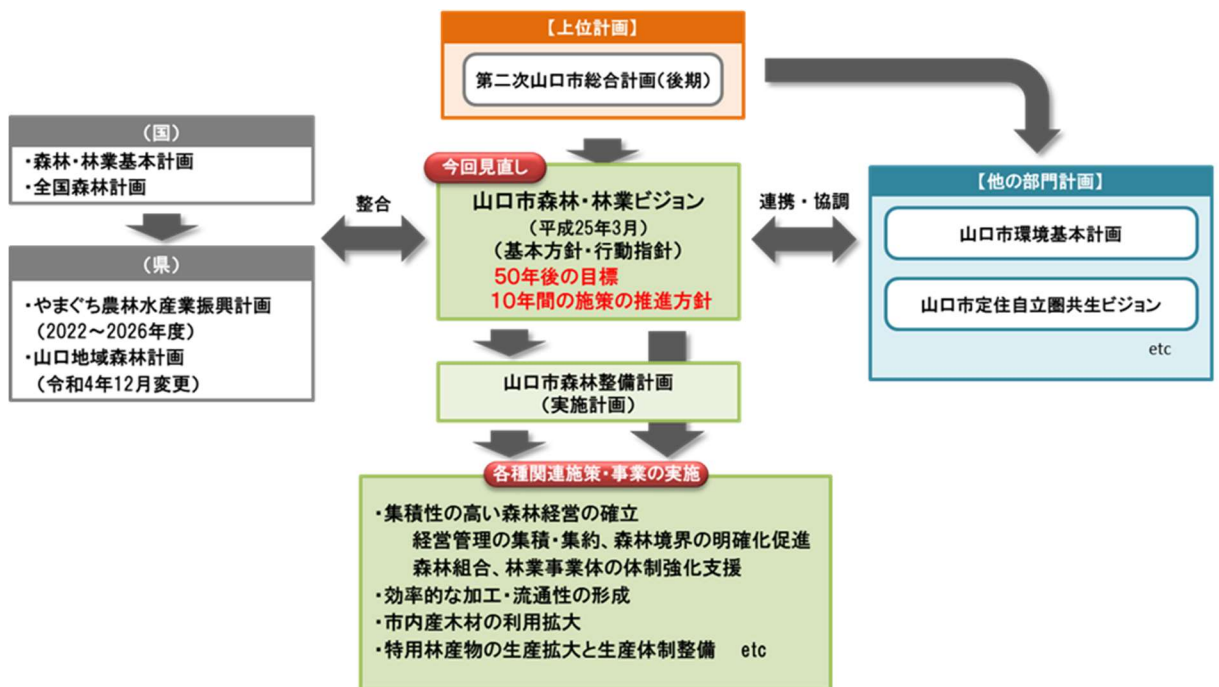 【上位計画】
第二次山口市総合計画(後期)
(国)
・森林・林業基本計画
・全国森林計画
(県)
・やまぐち農林水産業振興計画
(2022～2026年度)
・山口地域森林計画
(令和4年12月変更)
整合
今回見直し
山口市森林・林業ビジョン
(平成25年3月)
(基本方針・行動指針)
50年後の目標
10年間の施策の推進方針
連携・協調
【他の部門計画】
山口市環境基本計画
山口市定住自立圏共生ビジョン
etc
山口市森林整備計画
(実施計画)
各種関連施策・事業の実施
・集積性の高い森林経営の確立
経営管理の集積・集約、森林境界の明確化促進
森林組合、林業事業体の体制強化支援
・効率的な加工・流通性の形成
・市内産木材の利用拡大
・特用林産物の生産拡大と生産体制整備 etc